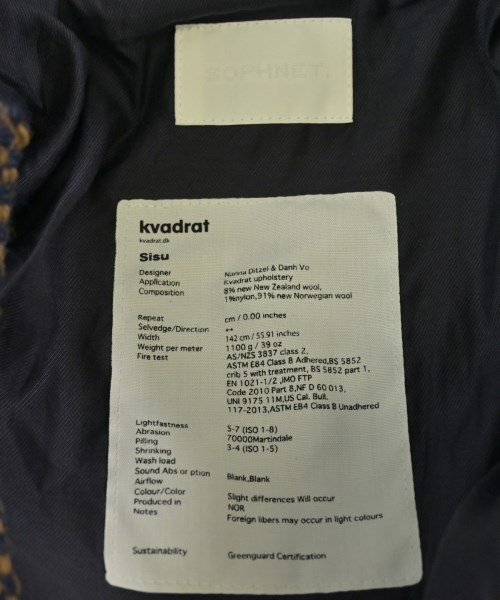 SOPHNET.
kvadrat
kvadrat.dk
Sisu
Designer Nanna Ditzel & Danh Vo
Application Kvadrat upholstery
Composition 8% new New Zealand wool,
1%nylon,91% new Norwegian wool
Repeat cm / 0.00 inches
Selvedge/Direction ↔
Width 142 cm / 55.91 inches
Weight per meter 1100 g / 39 oz
Fire test AS/NZS 3837 class 2,
ASTM E84 Class B Adhered,BS 5852
crib 5 with treatment, BS 5852 part 1,
EN 1021-1/2 ,IMO FTP
Code 2010 Part 8,NF D 60 013,
UNI 9175 11M,US Cal. Bull.
117-2013,ASTM E84 Class B Unadhered
Lightfastness 5-7 (ISO 1-8)
Abrasion 70000Martindale
Pilling 3-4 (ISO 1-5)
Shrinking
Wash load
Sound Abs or ption Blank,Blank
Airflow
Colour/Color Slight differences Will occur
Produced in NOR
Notes Foreign libers may occur in light colours
Sustainability Greenguard Certification